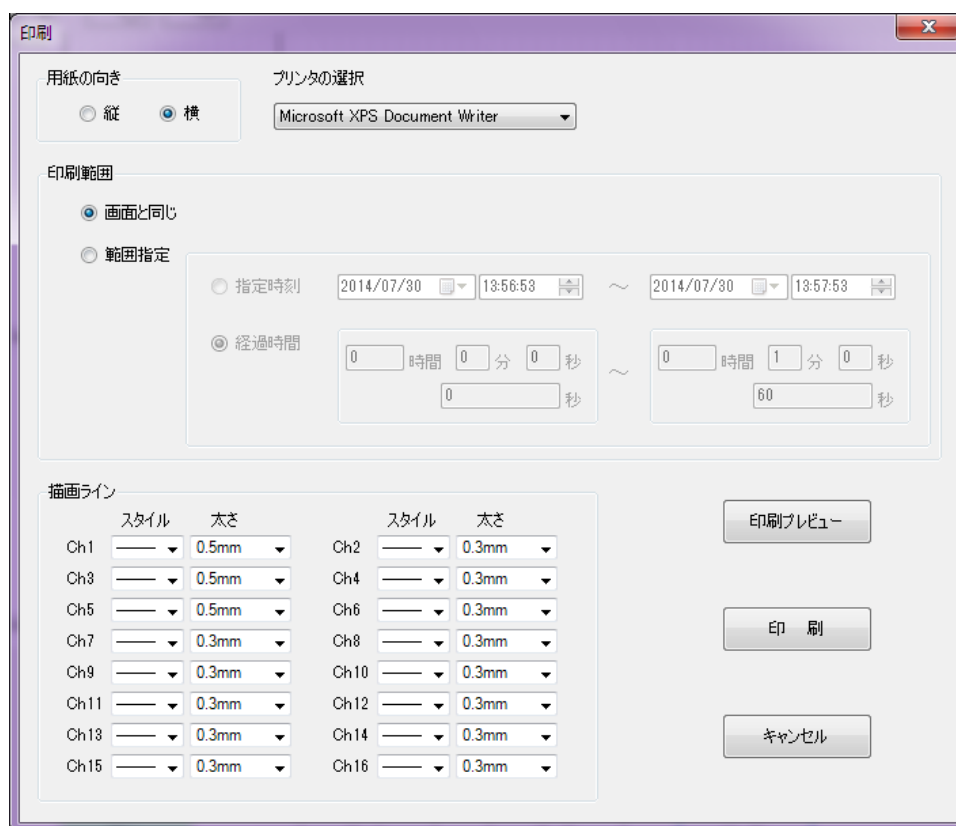 印刷
用紙の向き プリンタの選択
縦 横 Microsoft XPS Document Writer
印刷範囲
画面と同じ
範囲指定
指定時刻 2014/07/30 13:56:53 ～ 2014/07/30 13:57:53
経過時間 0 時間 0 分 0 秒 ～ 0 時間 1 分 0 秒
0 秒 60 秒
描画ライン
スタイル 太さ スタイル 太さ
Ch1 0.5mm Ch2 0.3mm
Ch3 0.5mm Ch4 0.3mm
Ch5 0.5mm Ch6 0.3mm
Ch7 0.3mm Ch8 0.3mm
Ch9 0.3mm Ch10 0.3mm
Ch11 0.3mm Ch12 0.3mm
Ch13 0.3mm Ch14 0.3mm
Ch15 0.3mm Ch16 0.3mm
印刷プレビュー
印 刷
キャンセル